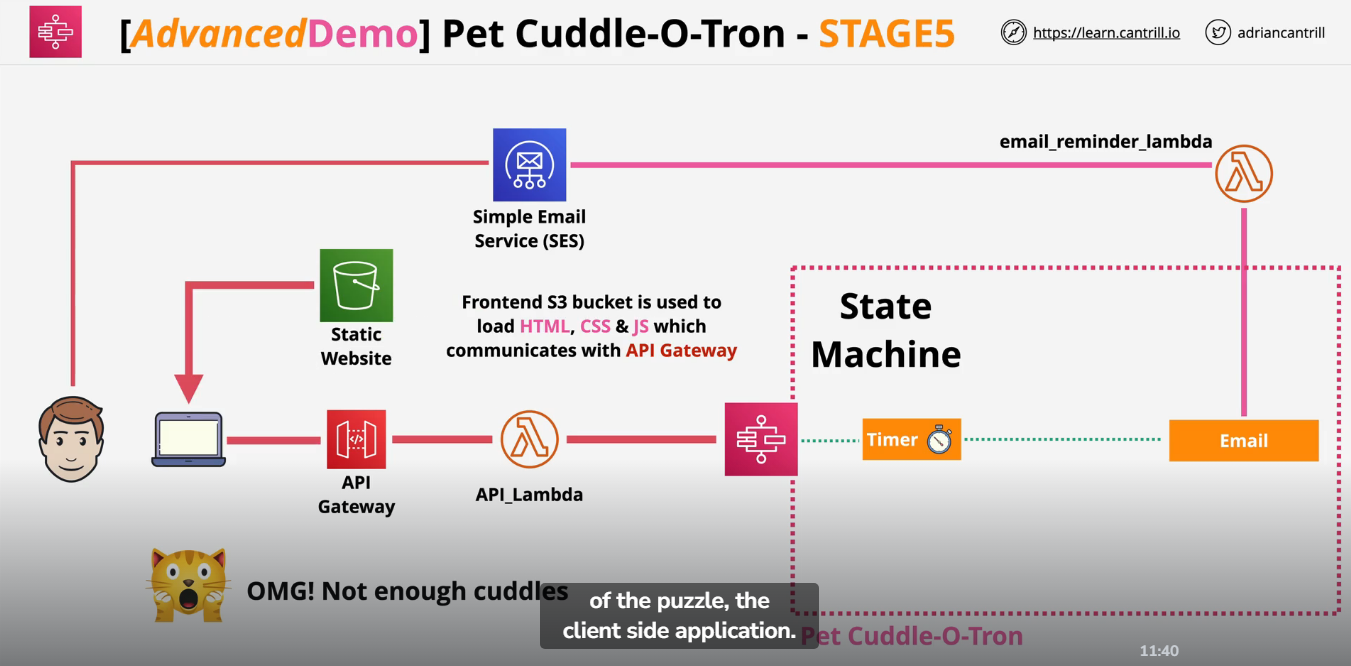 [AdvancedDemo] Pet Cuddle-O-Tron - STAGE5
https://learn.cantrill.io
adriancantrill
email_reminder_lambda
Simple Email
Service (SES)
Static
Website
Frontend S3 bucket is used to
load HTML, CSS & JS which
communicates with API Gateway
State
Machine
Timer
Email
API
Gateway
API_Lambda
OMG! Not enough cuddles
of the puzzle, the
client side application.
Pet Cuddle-O-Tron
11:40